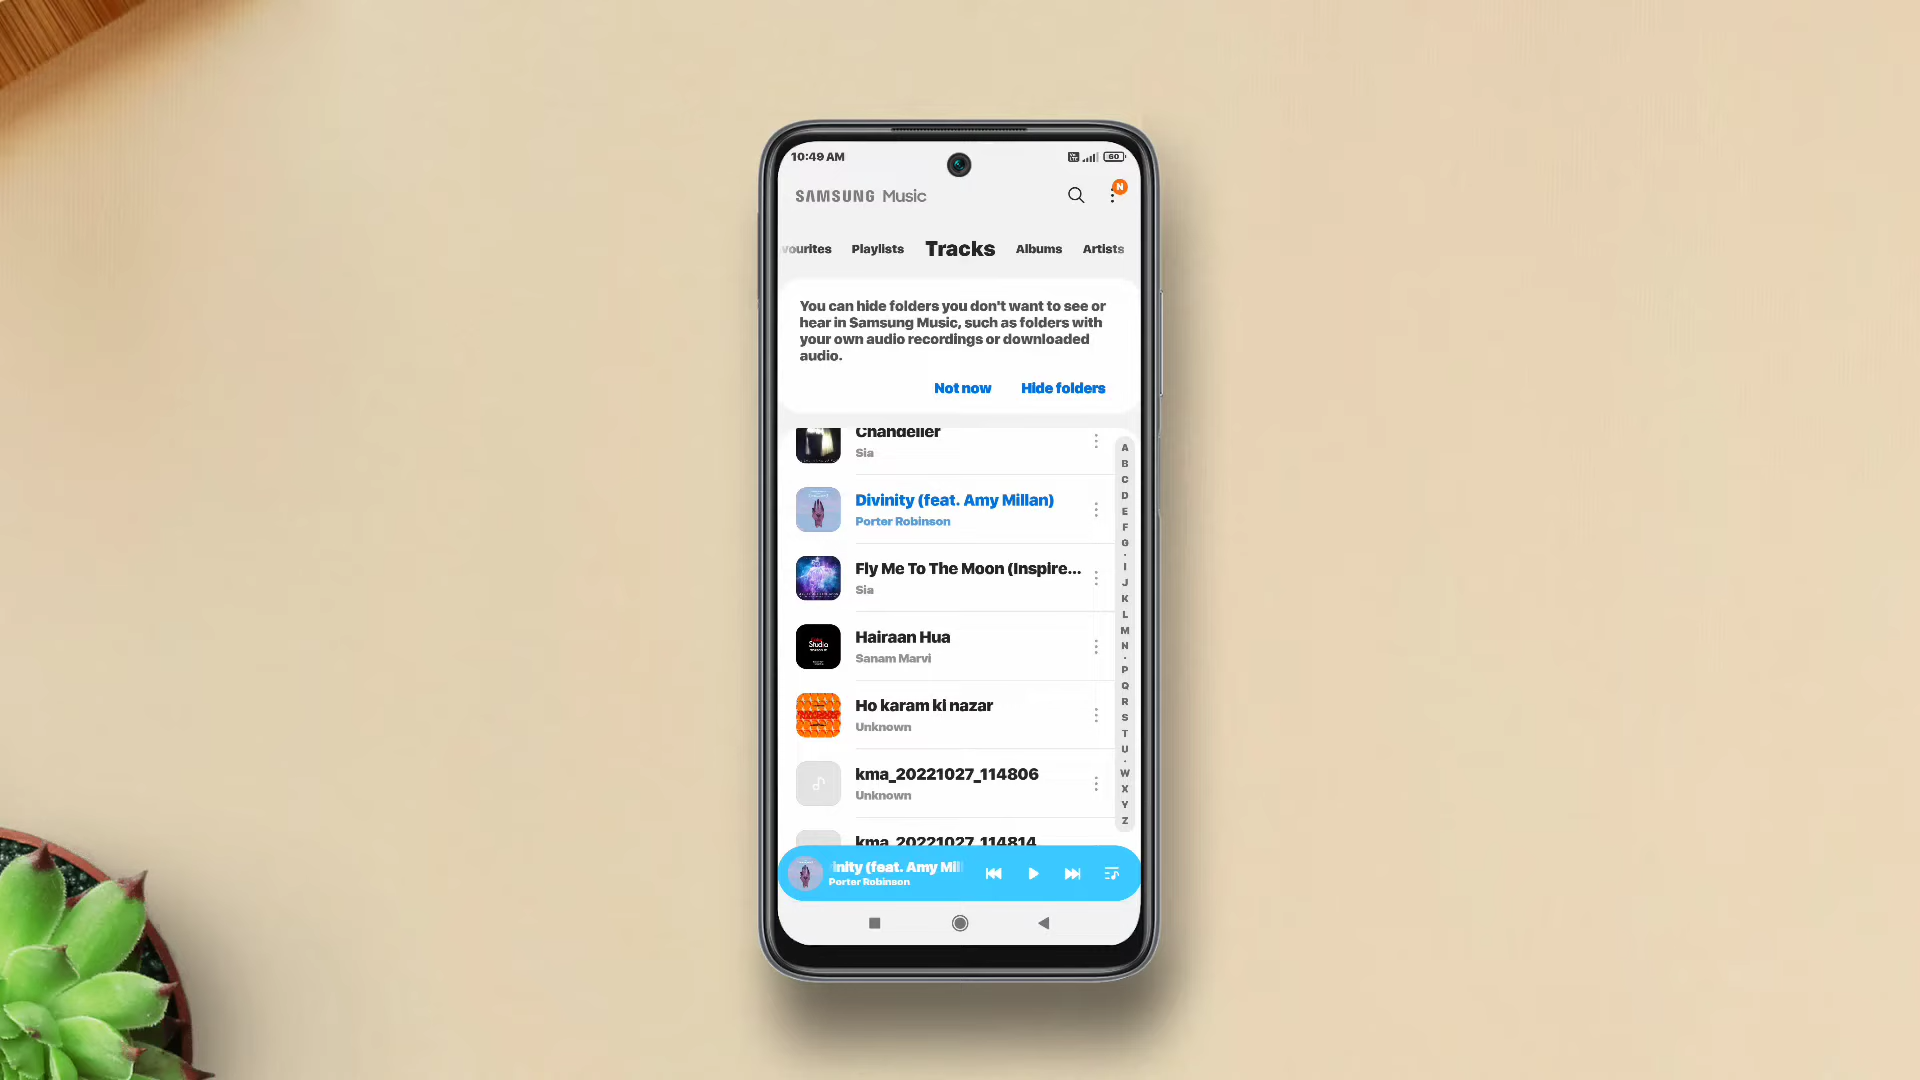 10:49 AM
60
SAMSUNG Music
N
vourites Playlists Tracks Albums Artists
You can hide folders you don't want to see or
hear in Samsung Music, such as folders with
your own audio recordings or downloaded
audio.
Not now Hide folders
Chandelier
Sia
Divinity (feat. Amy Millan)
Porter Robinson
Fly Me To The Moon (Inspire...
Sia
Studio
Hairaan Hua
Sanam Marvi
Ho karam ki nazar
Unknown
kma_20221027_114806
Unknown
kma_20221027_114814
A
B
C
D
E
F
G
·
I
J
K
L
M
N
·
P
Q
R
S
T
U
·
W
X
Y
Z
inity (feat. Amy Mil
Porter Robinson